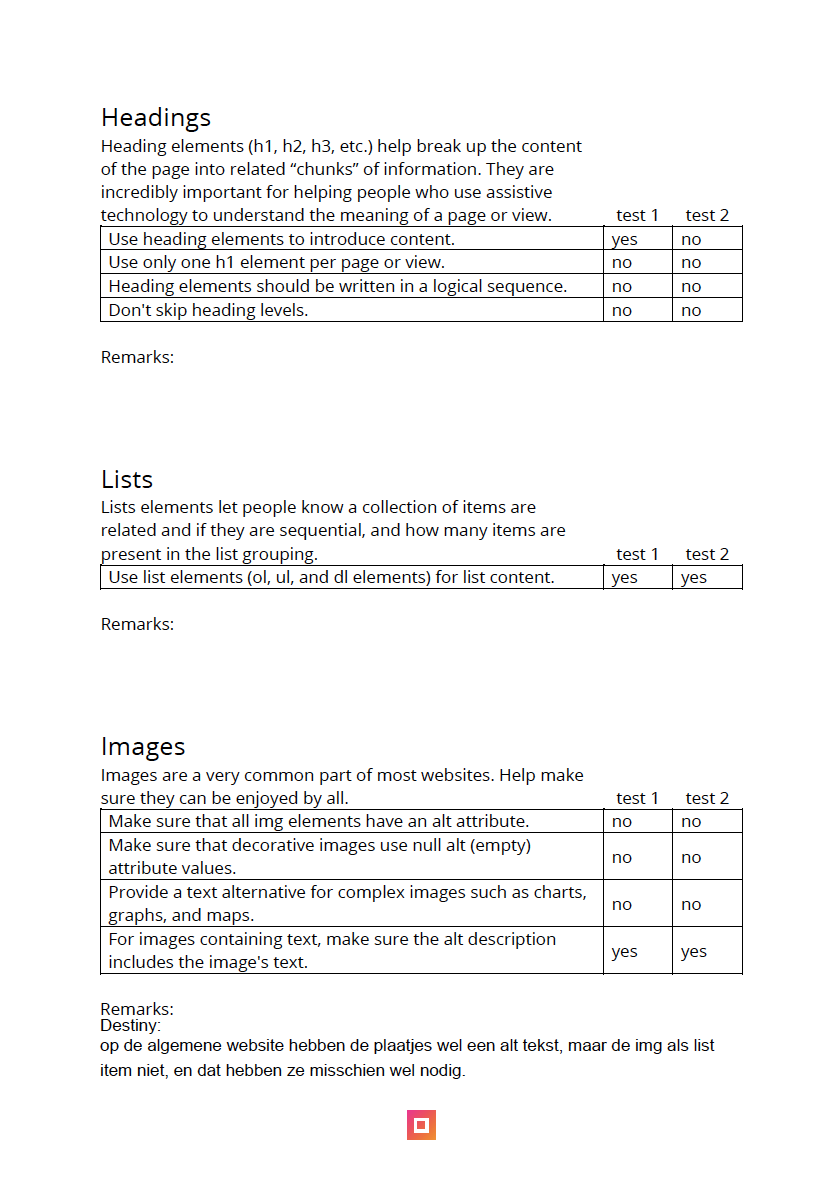 Headings
Heading elements (h1, h2, h3, etc.) help break up the content
of the page into related “chunks” of information. They are
incredibly important for helping people who use assistive
technology to understand the meaning of a page or view. test 1 test 2
Use heading elements to introduce content. yes no
Use only one h1 element per page or view. no no
Heading elements should be written in a logical sequence. no no
Don't skip heading levels. no no
Remarks:
Lists
Lists elements let people know a collection of items are
related and if they are sequential, and how many items are
present in the list grouping. test 1 test 2
Use list elements (ol, ul, and dl elements) for list content. yes yes
Remarks:
Images
Images are a very common part of most websites. Help make
sure they can be enjoyed by all. test 1 test 2
Make sure that all img elements have an alt attribute. no no
Make sure that decorative images use null alt (empty)
attribute values. no no
Provide a text alternative for complex images such as charts,
graphs, and maps. no no
For images containing text, make sure the alt description
includes the image's text. yes yes
Remarks:
Destiny:
op de algemene website hebben de plaatjes wel een alt tekst, maar de img als list
item niet, en dat hebben ze misschien wel nodig.